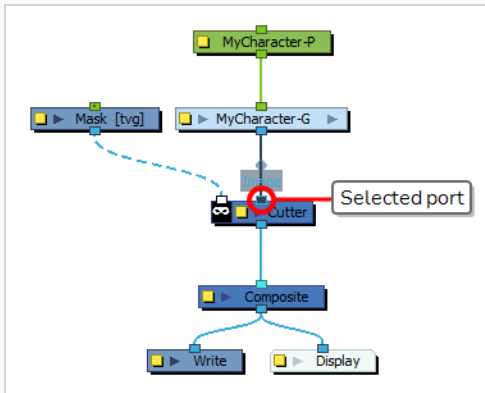 MyCharacter-P
Mask [tvg]
MyCharacter-G
Image
Selected port
Cutter
Composite
Write
Display